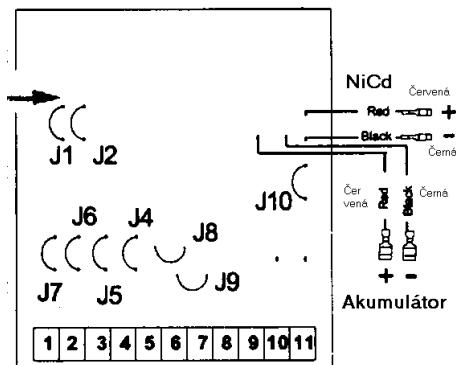 NiCd
Červená
Red +
Black -
Černá
J1 J2
J10
Čer
vená
Red
Black
Černá
J6 J4 J8
J7 J5 J9
+ -
Akumulátor
1 2 3 4 5 6 7 8 9 10 11